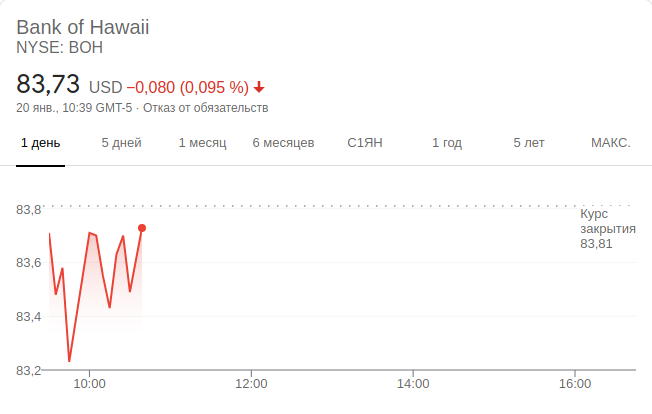 Bank of Hawaii
NYSE: BOH
83,73 USD −0,080 (0,095 %)
20 янв., 10:39 GMT-5 · Отказ от обязательств
1 день 5 дней 1 месяц 6 месяцев С1ЯН 1 год 5 лет МАКС.
83,8
Курс
закрытия
83,81
83,6
83,4
83,2
10:00 12:00 14:00 16:00